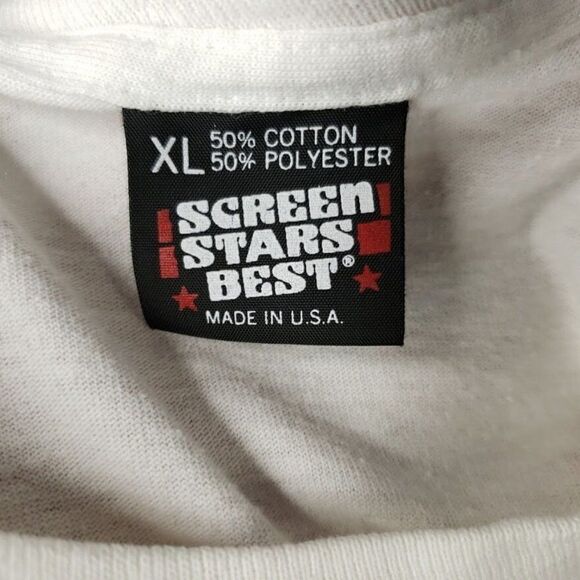 XL 50% COTTON
50% POLYESTER
SCREEN
STARS
BEST®
MADE IN U.S.A.